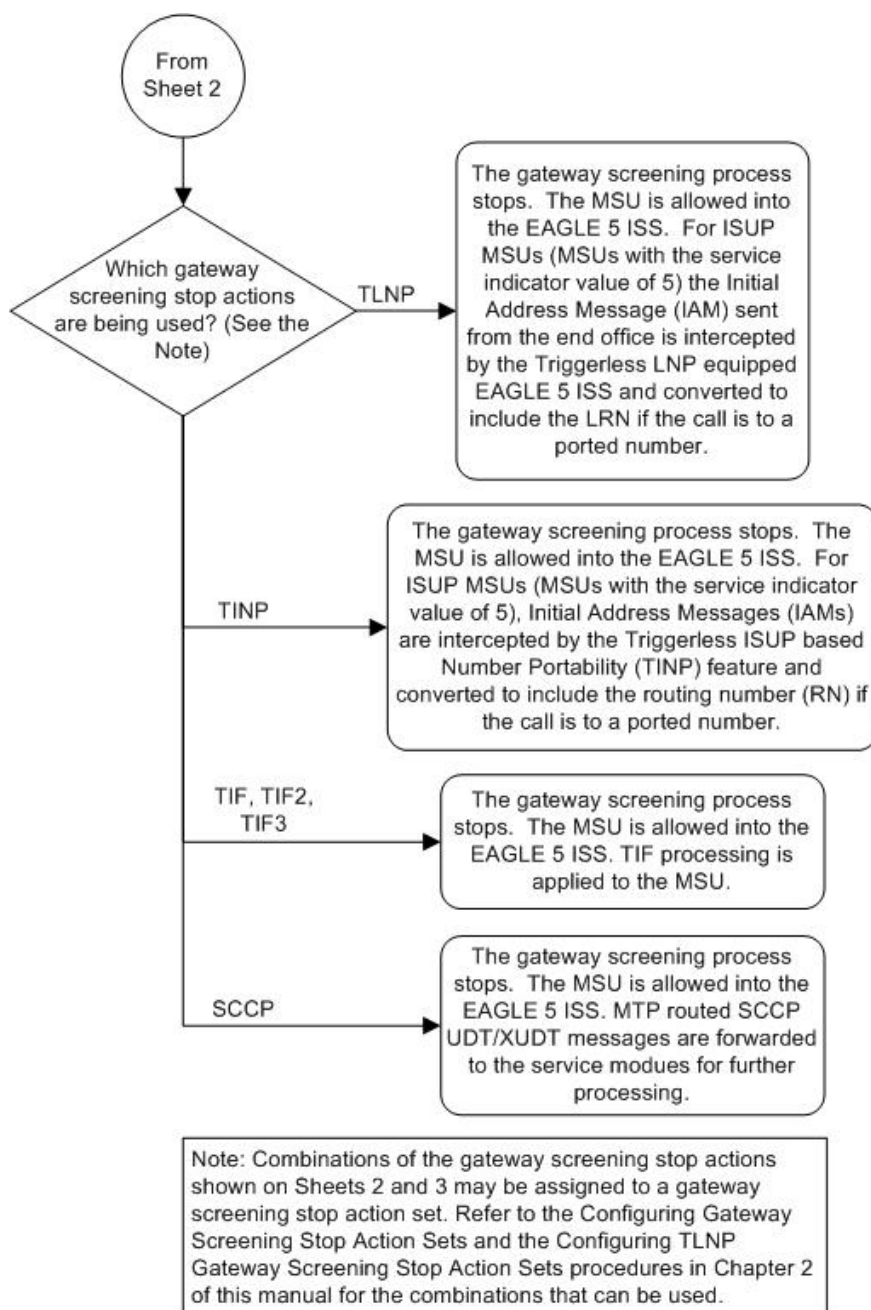 From
Sheet 2
Which gateway
screening stop actions
are being used? (See the
Note)
TLNP
The gateway screening process
stops. The MSU is allowed into
the EAGLE 5 ISS. For ISUP
MSUs (MSUs with the service
indicator value of 5) the Initial
Address Message (IAM) sent
from the end office is intercepted
by the Triggerless LNP equipped
EAGLE 5 ISS and converted to
include the LRN if the call is to a
ported number.
TINP
The gateway screening process stops. The
MSU is allowed into the EAGLE 5 ISS. For
ISUP MSUs (MSUs with the service indicator
value of 5), Initial Address Messages (IAMs)
are intercepted by the Triggerless ISUP based
Number Portability (TINP) feature and
converted to include the routing number (RN) if
the call is to a ported number.
TIF, TIF2,
TIF3
The gateway screening process
stops. The MSU is allowed into the
EAGLE 5 ISS. TIF processing is
applied to the MSU.
SCCP
The gateway screening process
stops. The MSU is allowed into the
EAGLE 5 ISS. MTP routed SCCP
UDT/XUDT messages are forwarded
to the service modues for further
processing.
Note: Combinations of the gateway screening stop actions
shown on Sheets 2 and 3 may be assigned to a gateway
screening stop action set. Refer to the Configuring Gateway
Screening Stop Action Sets and the Configuring TLNP
Gateway Screening Stop Action Sets procedures in Chapter 2
of this manual for the combinations that can be used.